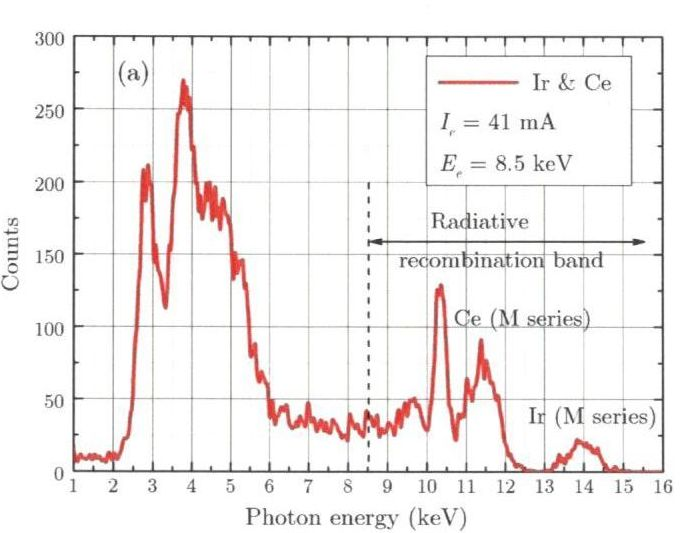 300
250
200
150
100
50
0
Counts
(a)
Ir & Ce
I_e = 41 mA
E_e = 8.5 keV
Radiative
recombination band
Ce (M series)
Ir (M series)
1 2 3 4 5 6 7 8 9 10 11 12 13 14 15 16
Photon energy (keV)